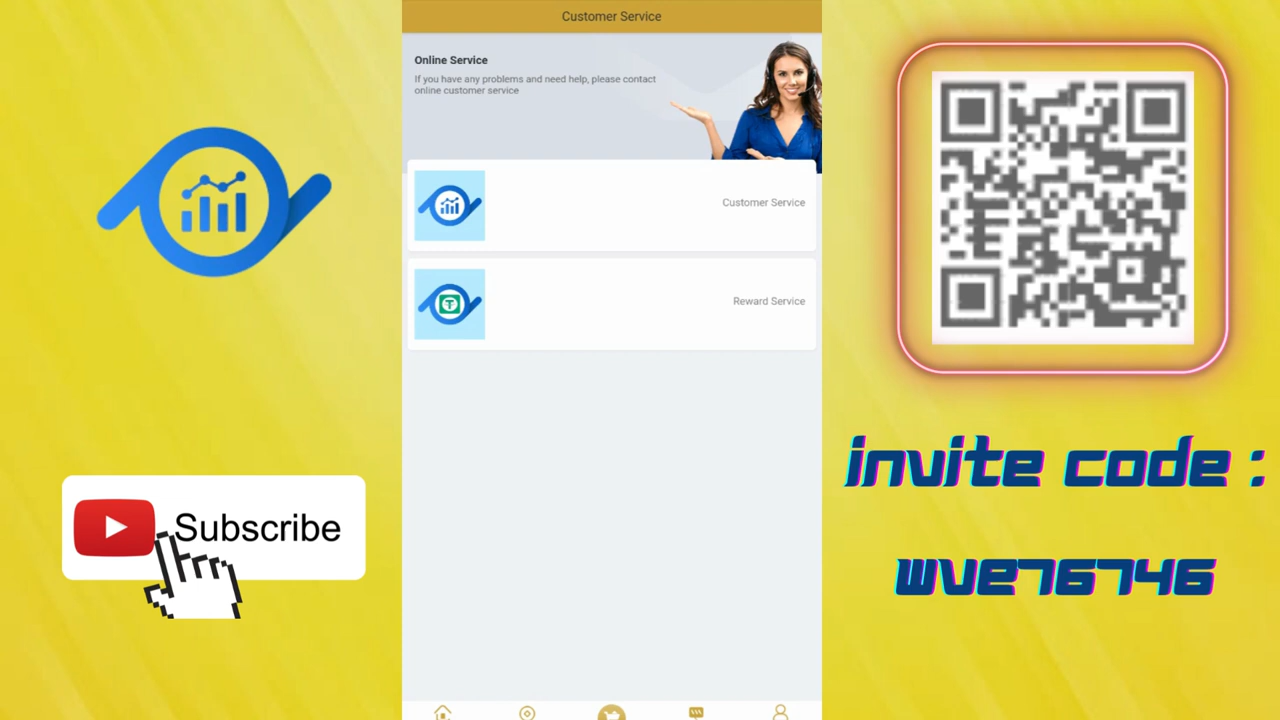 Customer Service
Online Service
If you have any problems and need help, please contact
online customer service
Customer Service
Reward Service
Subscribe
invite code :
wve76746